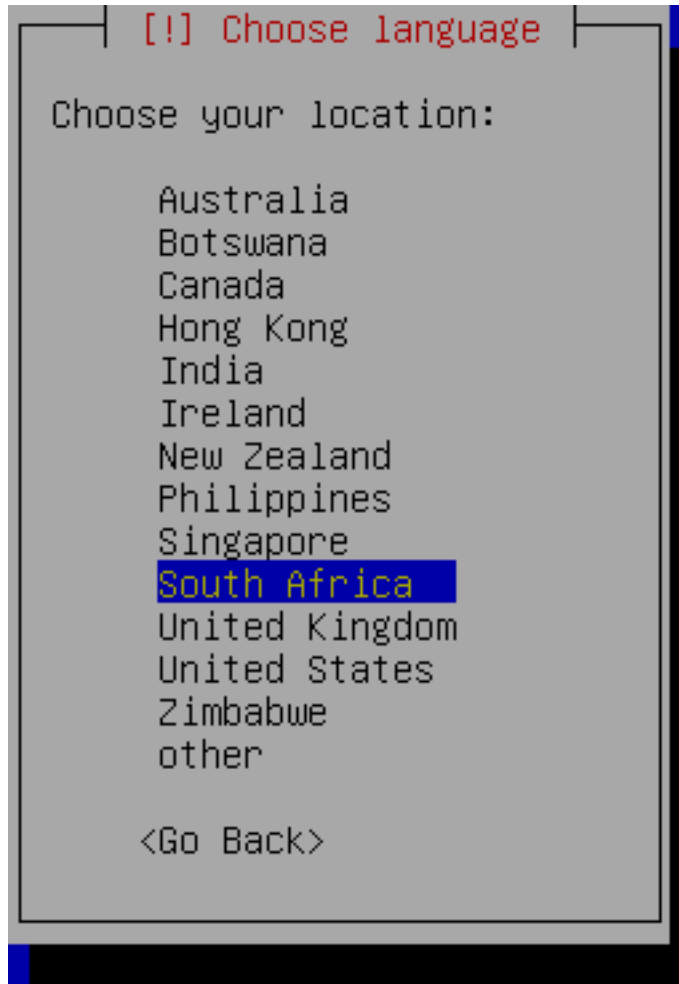 [!] Choose language
Choose your location:
Australia
Botswana
Canada
Hong Kong
India
Ireland
New Zealand
Philippines
Singapore
South Africa
United Kingdom
United States
Zimbabwe
other
<Go Back>